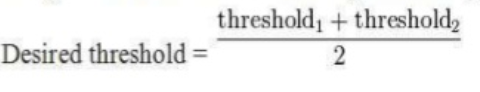 Desired threshold = (threshold₁ + threshold₂) / 2